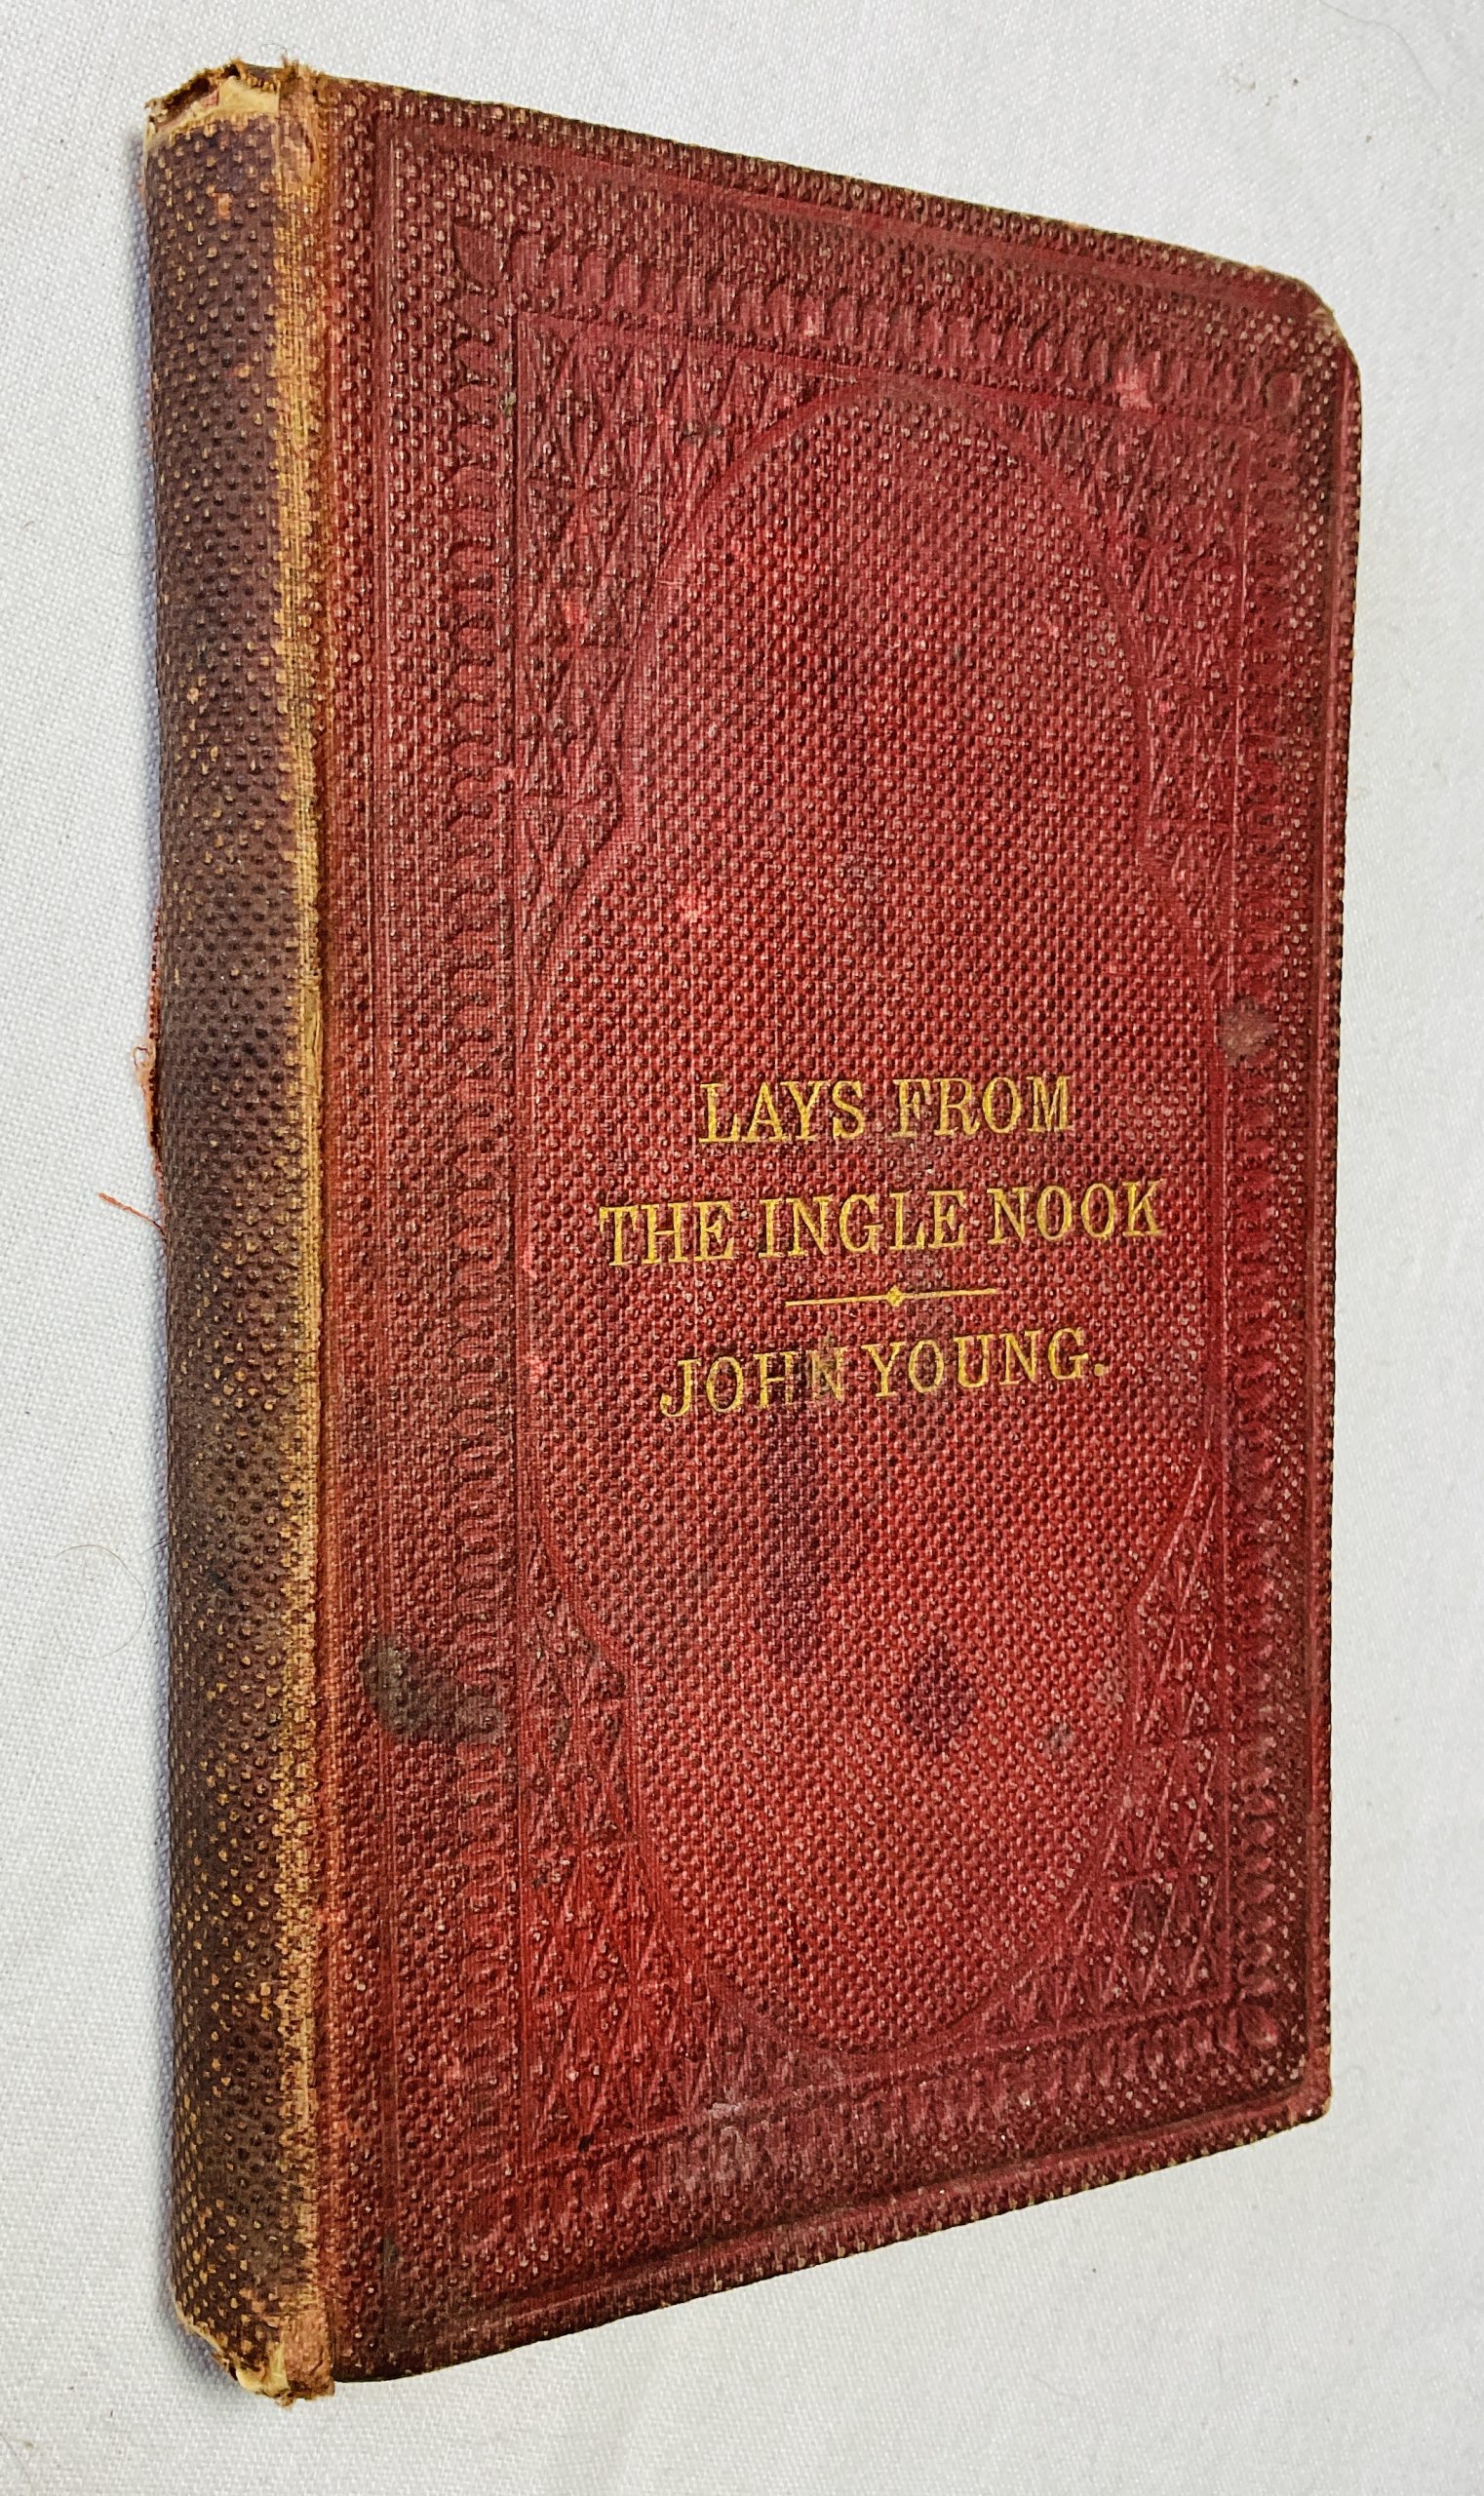 LAYS FROM
THE INGLE NOOK
JOHN YOUNG.